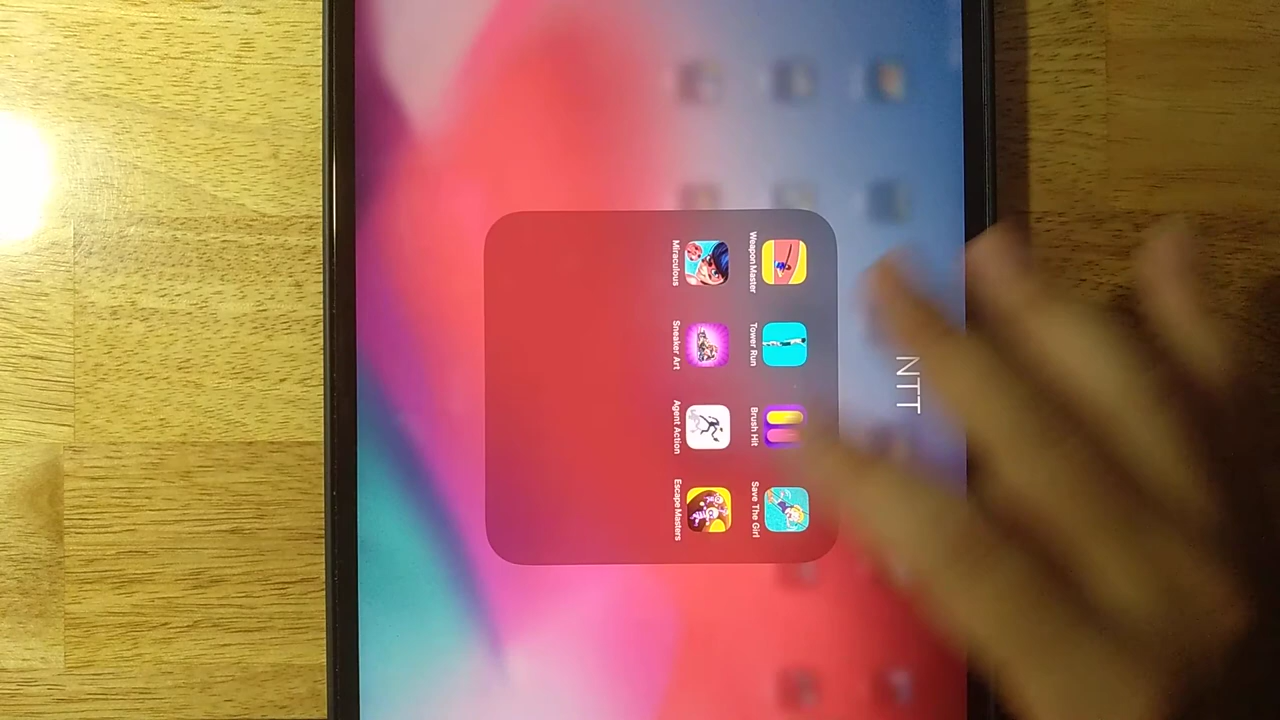 NTT
Weapon Master
Tower Run
Brush Hit
Save The Girl
Miraculous
Sneaker Art
Agent Action
Escape Masters